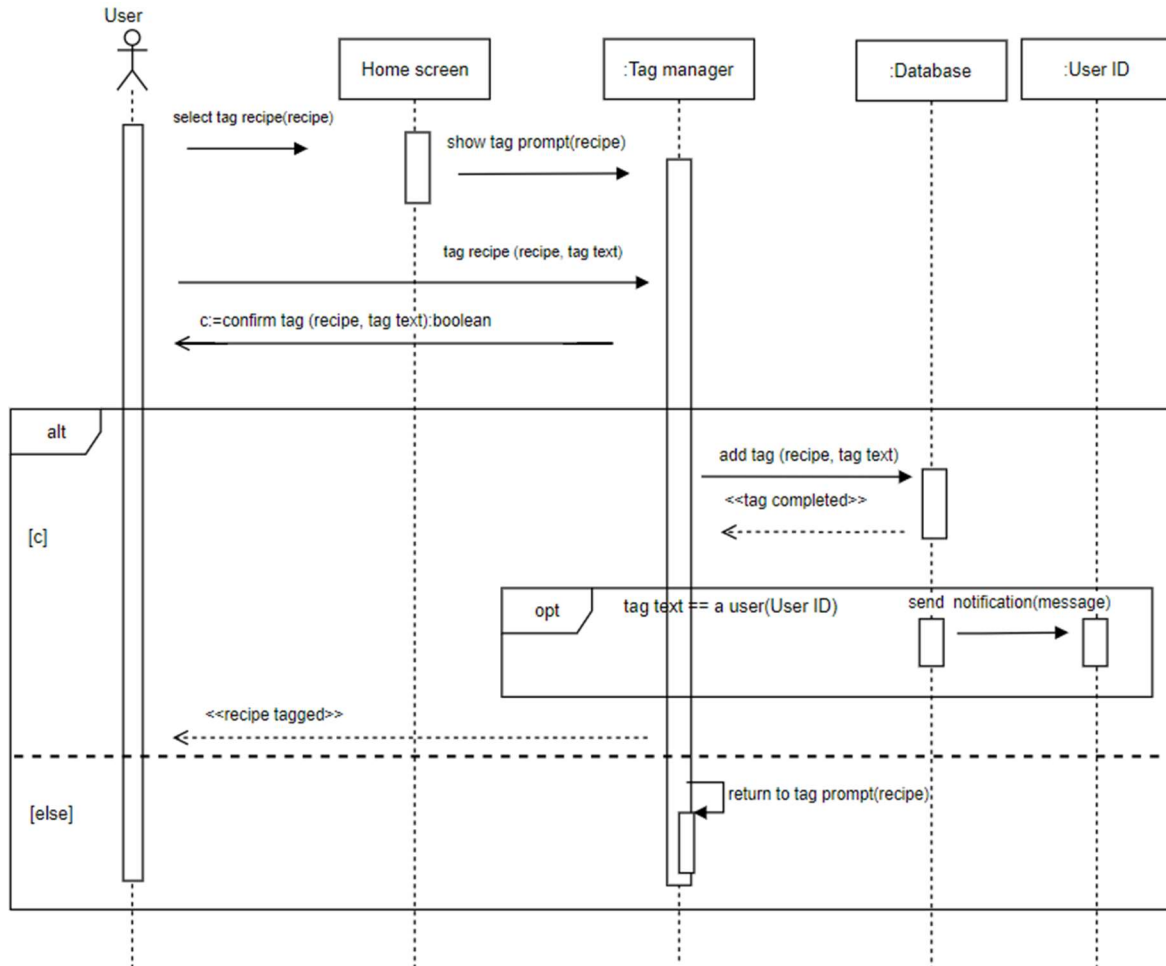 User
Home screen
:Tag manager
:Database
:User ID
select tag recipe(recipe)
show tag prompt(recipe)
tag recipe (recipe, tag text)
c:=confirm tag (recipe, tag text):boolean
alt
add tag (recipe, tag text)
<<tag completed>>
[c]
opt
tag text == a user(User ID)
send notification(message)
<<recipe tagged>>
return to tag prompt(recipe)
[else]